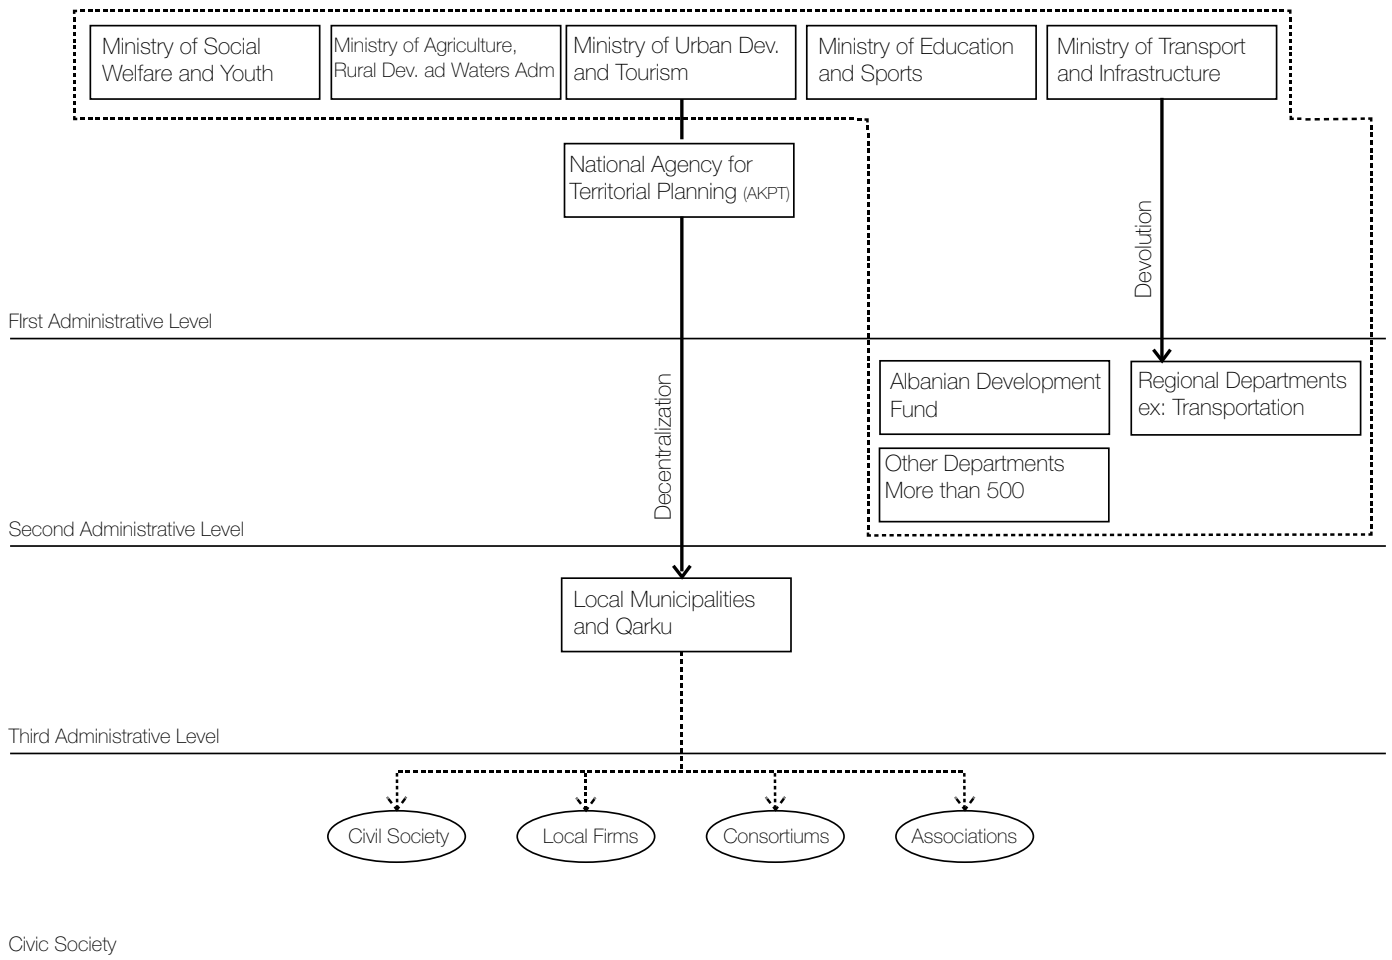 Ministry of Social
Welfare and Youth
Ministry of Agriculture,
Rural Dev. ad Waters Adm
Ministry of Urban Dev.
and Tourism
Ministry of Education
and Sports
Ministry of Transport
and Infrastructure
National Agency for
Territorial Planning (AKPT)
Devolution
FIrst Administrative Level
Albanian Development
Fund
Regional Departments
ex: Transportation
Decentralization
Other Departments
More than 500
Second Administrative Level
Local Municipalities
and Qarku
Third Administrative Level
Civil Society
Local Firms
Consortiums
Associations
Civic Society